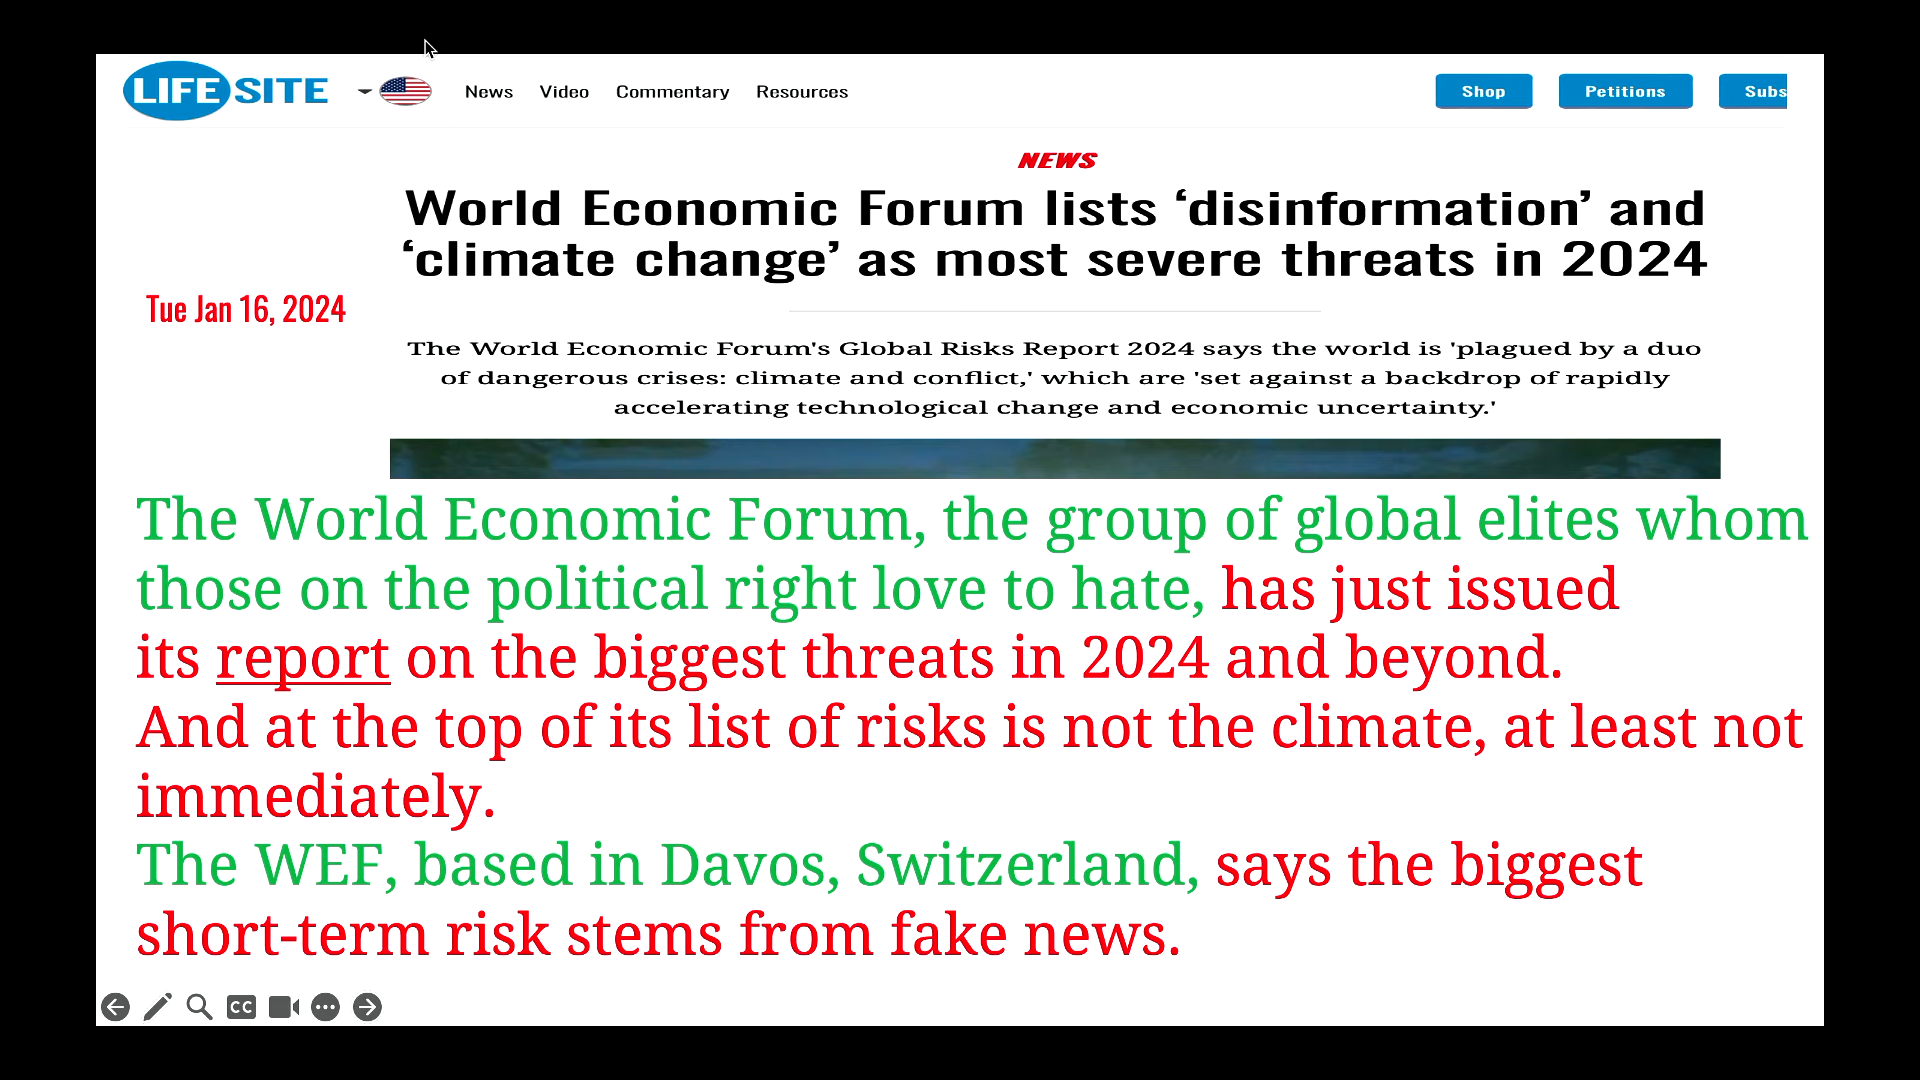 LIFE SITE News Video Commentary Resources Shop Petitions Subs
NEWS
World Economic Forum lists ‘disinformation’ and
‘climate change’ as most severe threats in 2024
Tue Jan 16, 2024
The World Economic Forum's Global Risks Report 2024 says the world is 'plagued by a duo
of dangerous crises: climate and conflict,' which are 'set against a backdrop of rapidly
accelerating technological change and economic uncertainty.'
The World Economic Forum, the group of global elites whom
those on the political right love to hate, has just issued
its report on the biggest threats in 2024 and beyond.
And at the top of its list of risks is not the climate, at least not
immediately.
The WEF, based in Davos, Switzerland, says the biggest
short-term risk stems from fake news.
CC